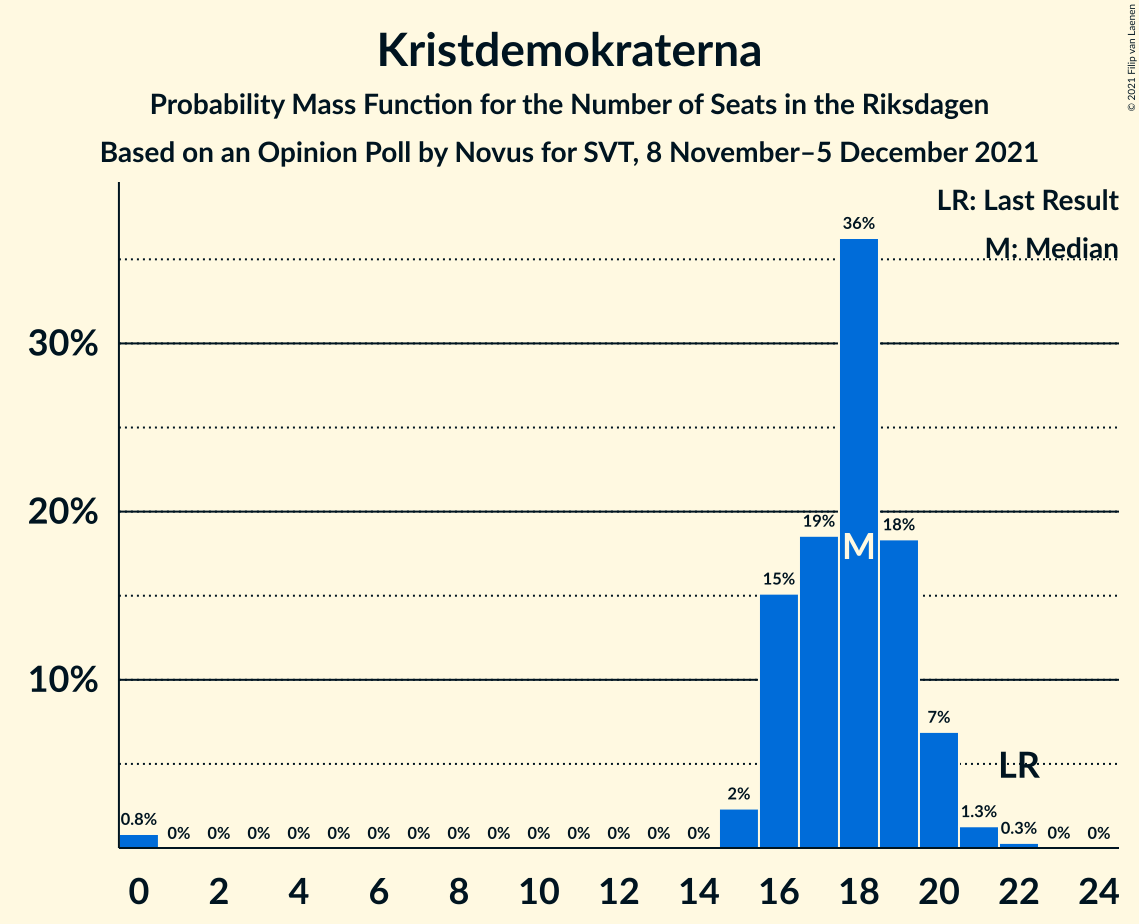 Kristdemokraterna
Probability Mass Function for the Number of Seats in the Riksdagen
Based on an Opinion Poll by Novus for SVT, 8 November–5 December 2021
© 2021 Filip van Laenen
LR: Last Result
M: Median
30%
20%
10%
0.8% 0% 0% 0% 0% 0% 0% 0% 0% 0% 0% 0% 0% 0% 0% 2% 15% 19% 36% 18% 7% 1.3% 0.3% 0% 0%
M
LR
0 2 4 6 8 10 12 14 16 18 20 22 24